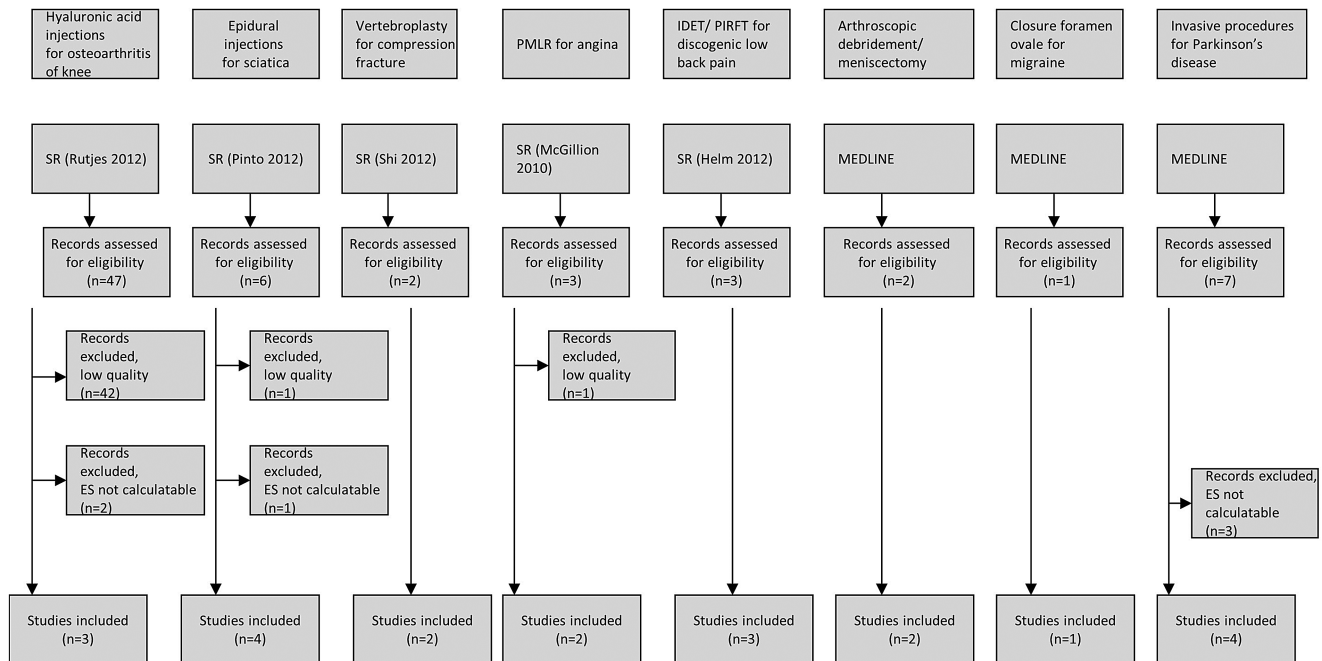 Hyaluronic acid
injections
for osteoarthritis
of knee
Epidural
injections
for sciatica
Vertebroplasty
for compression
fracture
PMLR for angina
IDET/ PIRFT for
discogenic low
back pain
Arthroscopic
debridement/
meniscectomy
Closure foramen
ovale for
migraine
Invasive procedures
for Parkinson’s
disease
SR (Rutjes 2012)
SR (Pinto 2012)
SR (Shi 2012)
SR (McGillion
2010)
SR (Helm 2012)
MEDLINE
MEDLINE
MEDLINE
Records assessed
for eligibility
(n=47)
Records assessed
for eligibility
(n=6)
Records assessed
for eligibility
(n=2)
Records assessed
for eligibility
(n=3)
Records assessed
for eligibility
(n=3)
Records assessed
for eligibility
(n=2)
Records assessed
for eligibility
(n=1)
Records assessed
for eligibility
(n=7)
Records
excluded,
low quality
(n=42)
Records
excluded,
low quality
(n=1)
Records
excluded,
low quality
(n=1)
Records
excluded,
ES not calculatable
(n=2)
Records
excluded,
ES not calculatable
(n=1)
Records excluded,
ES not
calculatable
(n=3)
Studies included
(n=3)
Studies included
(n=4)
Studies included
(n=2)
Studies included
(n=2)
Studies included
(n=3)
Studies included
(n=2)
Studies included
(n=1)
Studies included
(n=4)